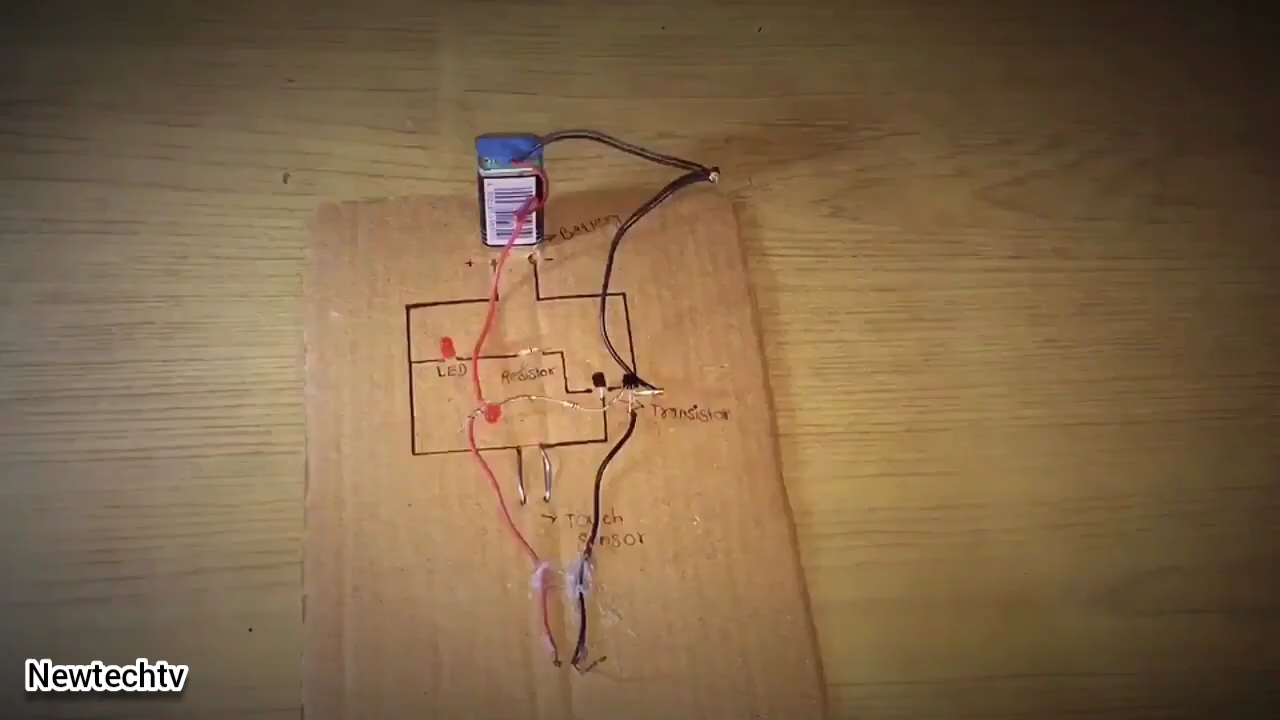 Battery
+ -
LED
Resistor
Transistor
Touch
Sensor
Newtechtv